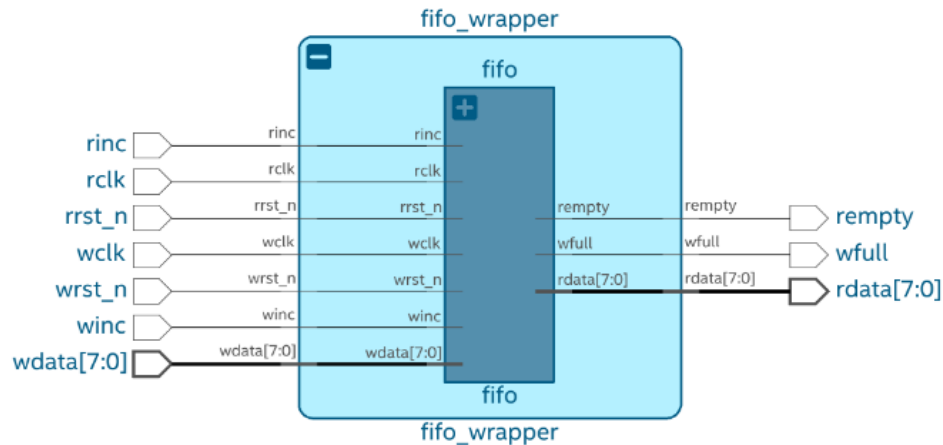 fifo_wrapper
fifo
rinc rinc rinc
rclk rclk rclk
rrst_n rrst_n rrst_n rempty rempty rempty
wclk wclk wclk wfull wfull wfull
wrst_n wrst_n wrst_n rdata[7:0] rdata[7:0] rdata[7:0]
winc winc winc
wdata[7:0] wdata[7:0] wdata[7:0]
fifo
fifo_wrapper